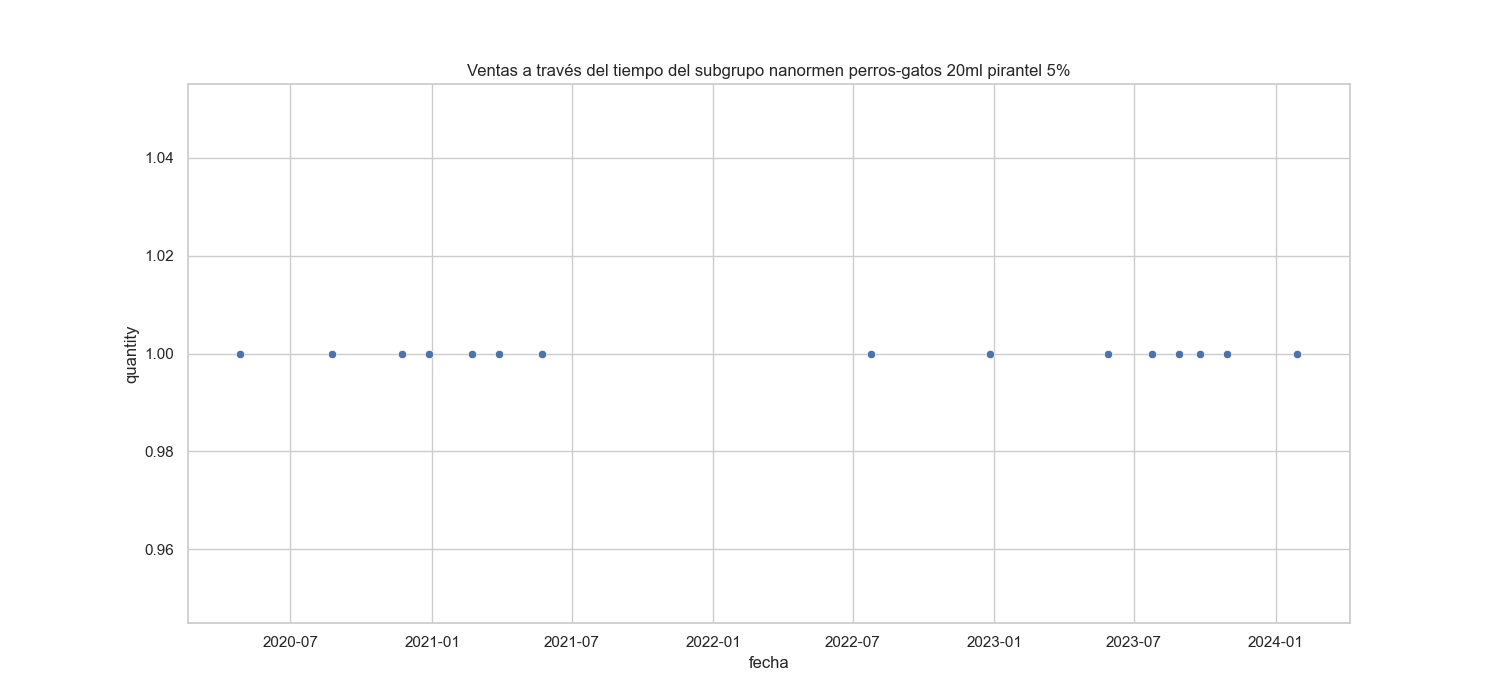 Ventas a través del tiempo del subgrupo nanormen perros-gatos 20ml pirantel 5%
1.04
1.02
1.00
0.98
0.96
quantity
2020-07 2021-01 2021-07 2022-01 2022-07 2023-01 2023-07 2024-01
fecha